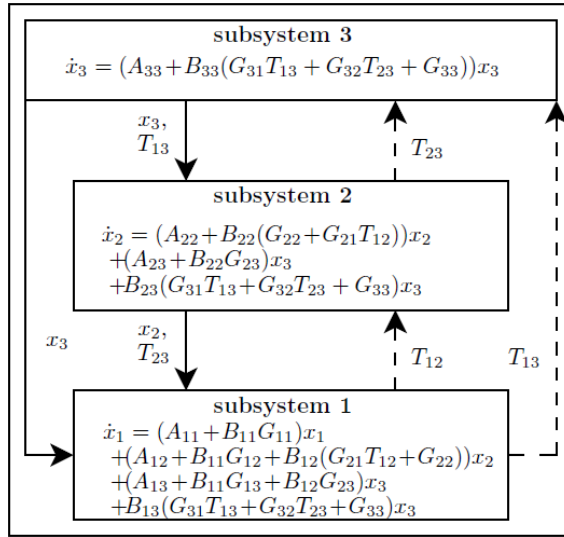 subsystem 3
ẋ₃ = (A₃₃+B₃₃(G₃₁T₁₃ + G₃₂T₂₃ + G₃₃))x₃
x₃,
T₁₃
T₂₃
subsystem 2
ẋ₂ = (A₂₂+B₂₂(G₂₂+G₂₁T₁₂))x₂
+(A₂₃+B₂₂G₂₃)x₃
+B₂₃(G₃₁T₁₃+G₃₂T₂₃ + G₃₃)x₃
x₃
x₂,
T₂₃
T₁₂
T₁₃
subsystem 1
ẋ₁ = (A₁₁+B₁₁G₁₁)x₁
+(A₁₂+B₁₁G₁₂+B₁₂(G₂₁T₁₂+G₂₂))x₂
+(A₁₃+B₁₁G₁₃+B₁₂G₂₃)x₃
+B₁₃(G₃₁T₁₃+G₃₂T₂₃+G₃₃)x₃